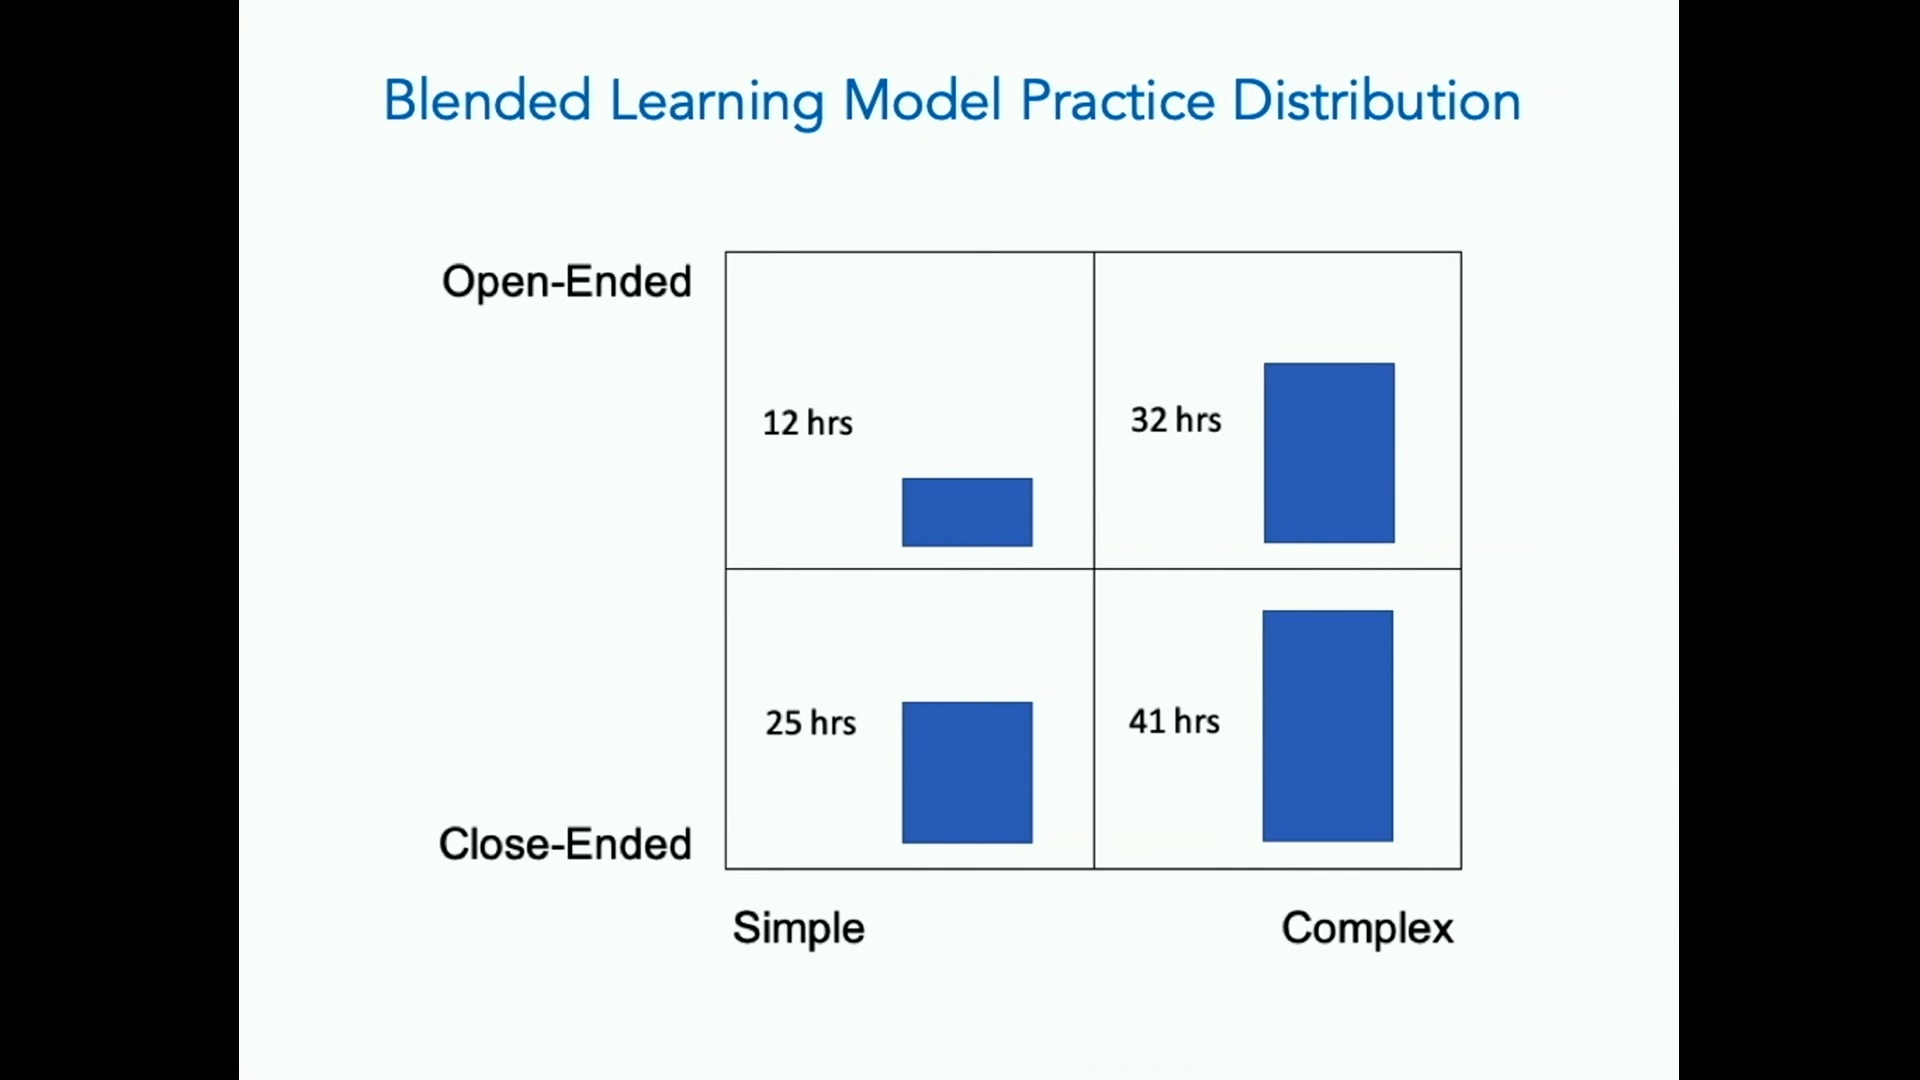 Blended Learning Model Practice Distribution
Open-Ended
12 hrs
32 hrs
25 hrs
41 hrs
Close-Ended
Simple
Complex